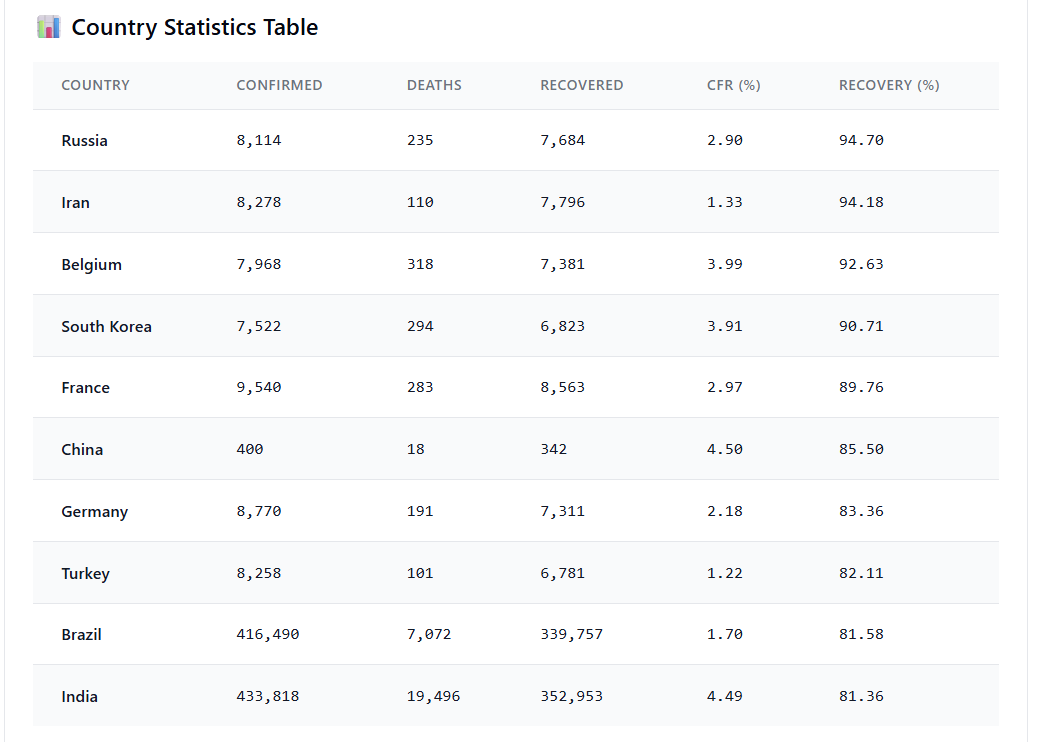 Country Statistics Table
COUNTRY CONFIRMED DEATHS RECOVERED CFR (%) RECOVERY (%)
Russia 8,114 235 7,684 2.90 94.70
Iran 8,278 110 7,796 1.33 94.18
Belgium 7,968 318 7,381 3.99 92.63
South Korea 7,522 294 6,823 3.91 90.71
France 9,540 283 8,563 2.97 89.76
China 400 18 342 4.50 85.50
Germany 8,770 191 7,311 2.18 83.36
Turkey 8,258 101 6,781 1.22 82.11
Brazil 416,490 7,072 339,757 1.70 81.58
India 433,818 19,496 352,953 4.49 81.36